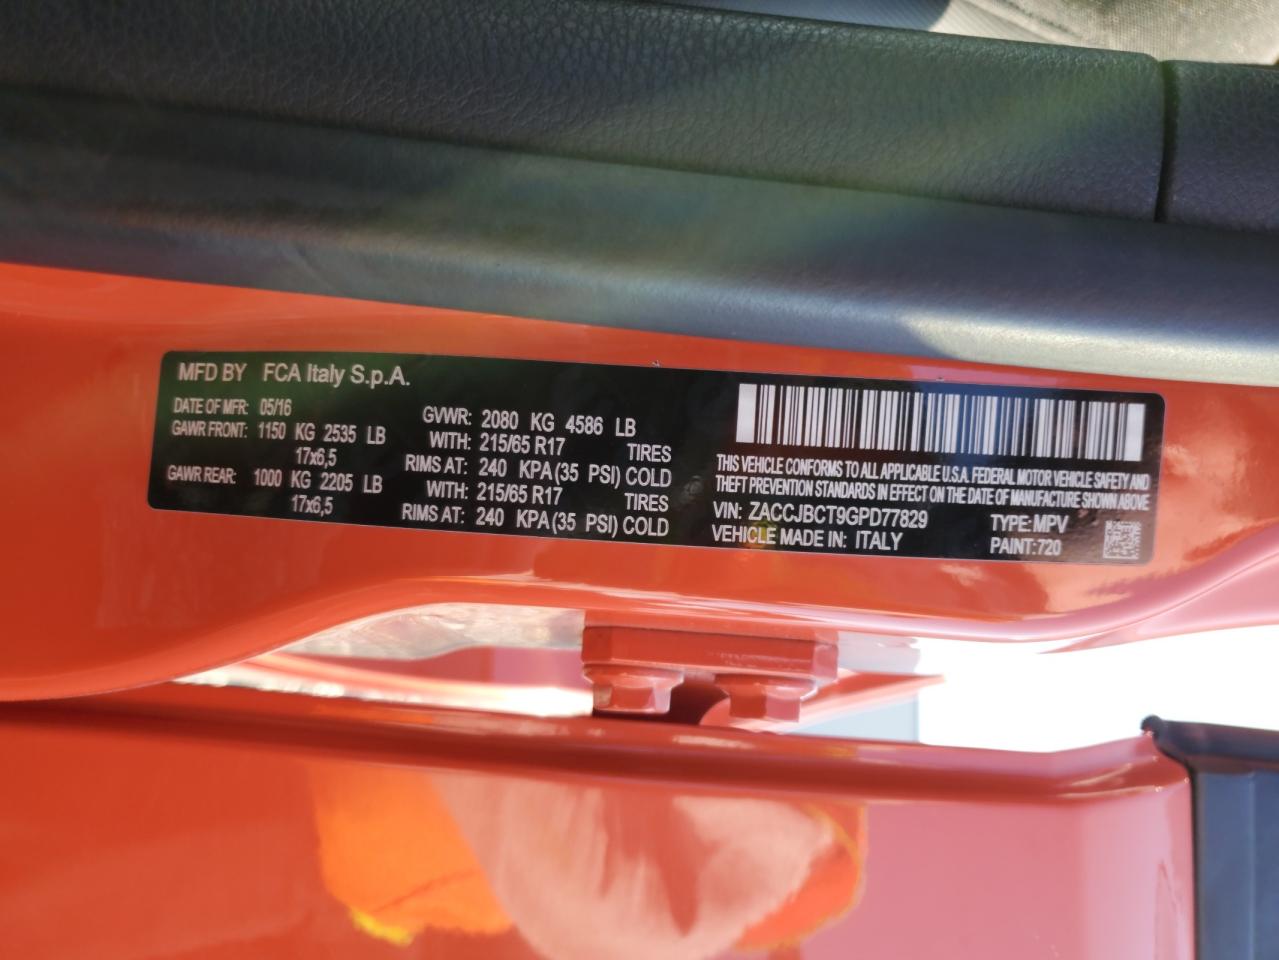 MFD BY FCA Italy S.p.A.
DATE OF MFR: 05/16
GAWR FRONT: 1150 KG 2535 LB
17x6,5
GAWR REAR: 1000 KG 2205 LB
17x6,5
GVWR: 2080 KG 4586 LB
WITH: 215/65 R17 TIRES
RIMS AT: 240 KPA(35 PSI) COLD
WITH: 215/65 R17 TIRES
RIMS AT: 240 KPA(35 PSI) COLD
THIS VEHICLE CONFORMS TO ALL APPLICABLE U.S.A. FEDERAL MOTOR VEHICLE SAFETY AND
THEFT PREVENTION STANDARDS IN EFFECT ON THE DATE OF MANUFACTURE SHOWN ABOVE
VIN: ZACCJBCT9GPD77829 TYPE: MPV
VEHICLE MADE IN: ITALY PAINT: 720